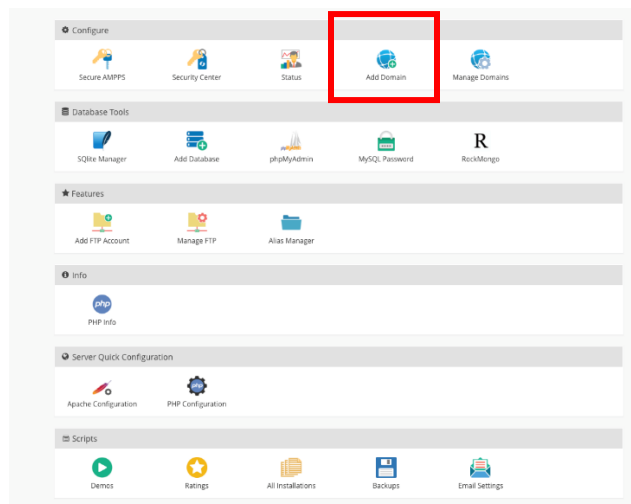 Configure
Secure AMPPS Security Center Status Add Domain Manage Domains
Database Tools
SQlite Manager Add Database phpMyAdmin MySQL Password RockMongo
Features
Add FTP Account Manage FTP Alias Manager
Info
php
PHP Info
Server Quick Configuration
php
Apache Configuration PHP Configuration
Scripts
Demos Ratings All Installations Backups Email Settings